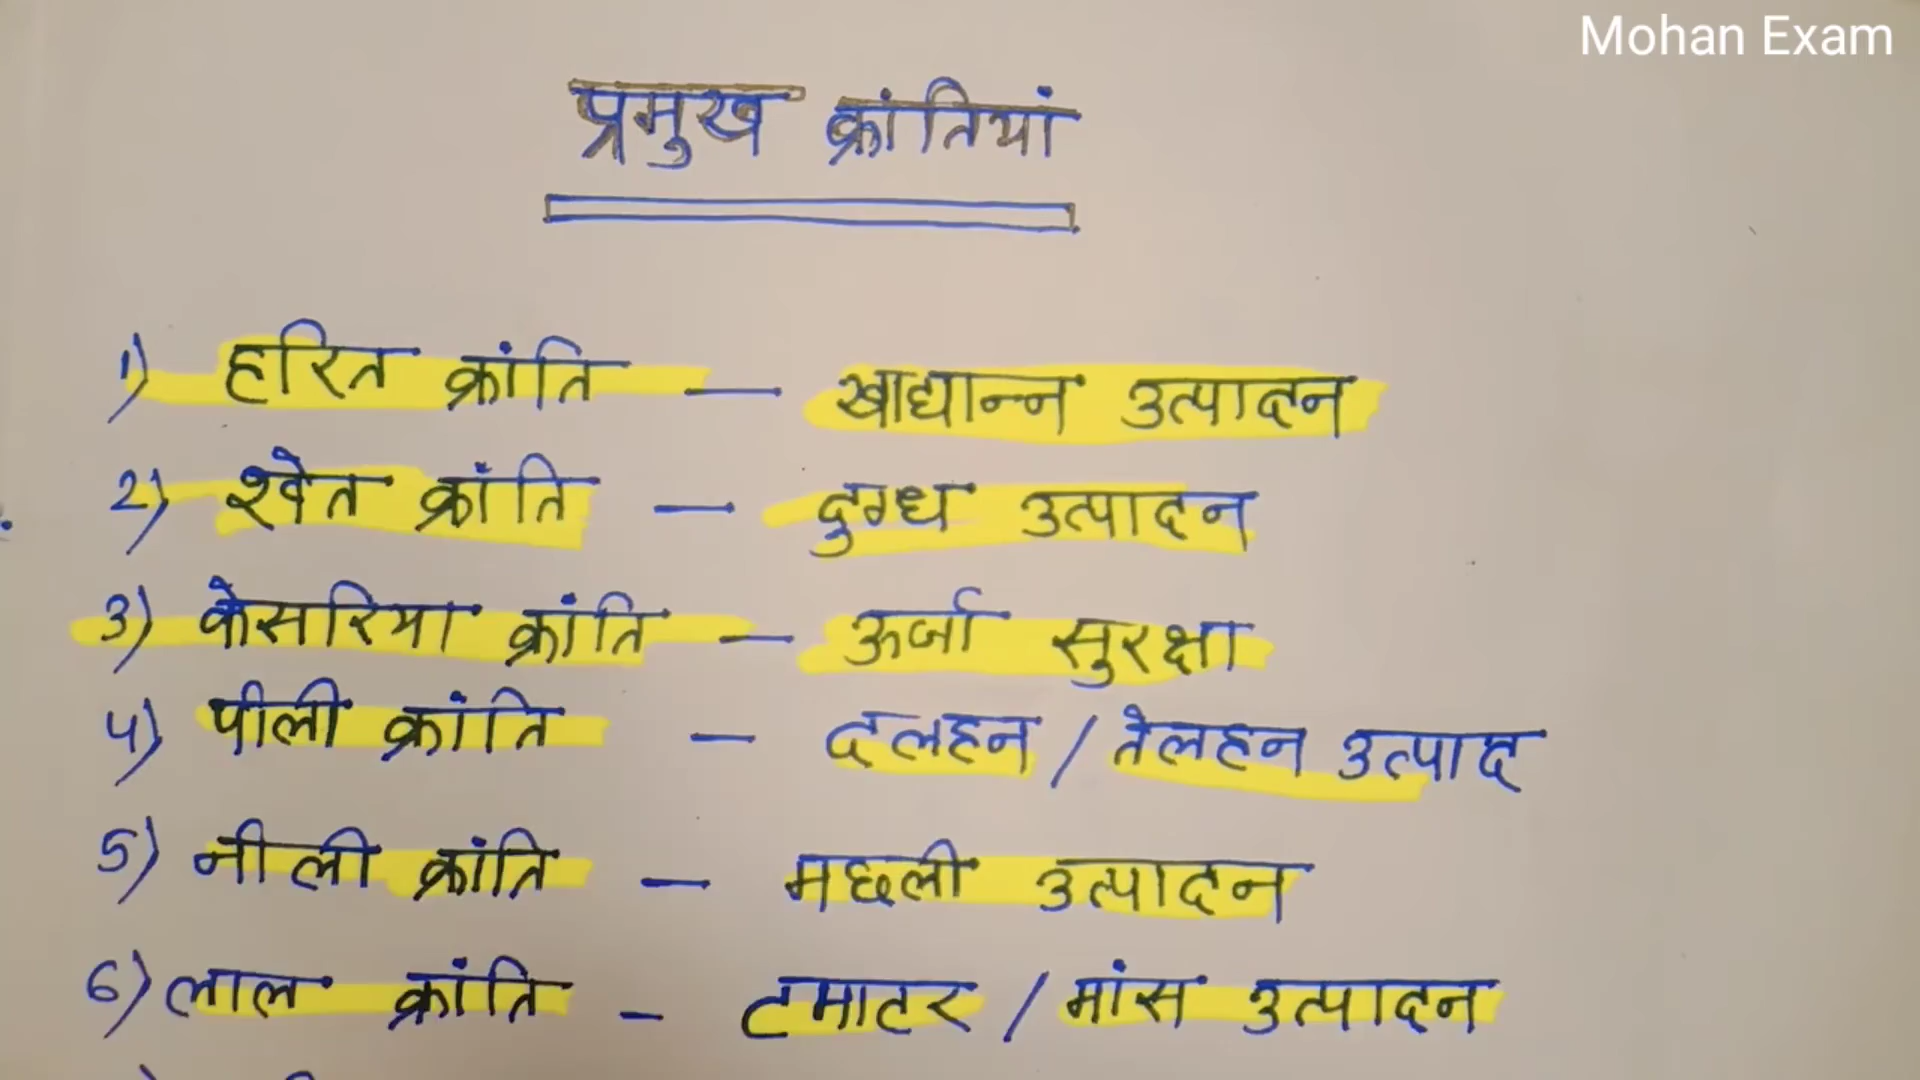 Mohan Exam
प्रमुख क्रांतियां
1) हरित क्रांति — खाद्यान्न उत्पादन
2) श्वेत क्रांति — दुग्ध उत्पादन
3) केसरिया क्रांति — ऊर्जा सुरक्षा
4) पीली क्रांति — दलहन / तेलहन उत्पाद
5) नीली क्रांति — मछली उत्पादन
6) लाल क्रांति - टमाटर / मांस उत्पादन